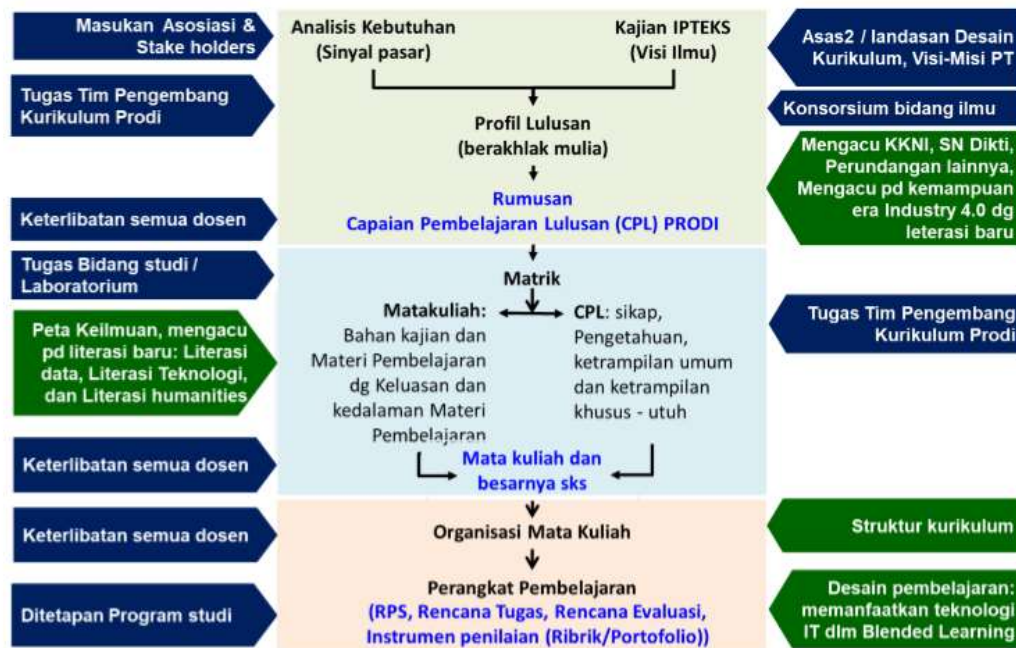 Masukan Asosiasi &
Stake holders
Analisis Kebutuhan
(Sinyal pasar)
Kajian IPTEKS
(Visi Ilmu)
Asas2 / landasan Desain
Kurikulum, Visi-Misi PT
Tugas Tim Pengembang
Kurikulum Prodi
Konsorsium bidang ilmu
Profil Lulusan
(berakhlak mulia)
Mengacu KKNI, SN Dikti,
Perundangan lainnya,
Mengacu pd kemampuan
era Industry 4.0 dg
leterasi baru
Keterlibatan semua dosen
Rumusan
Capaian Pembelajaran Lulusan (CPL) PRODI
Tugas Bidang studi /
Laboratorium
Matrik
Matakuliah:
Bahan kajian dan
Materi Pembelajaran
dg Keluasan dan
kedalaman Materi
Pembelajaran
CPL: sikap,
Pengetahuan,
ketrampilan umum
dan ketrampilan
khusus - utuh
Tugas Tim Pengembang
Kurikulum Prodi
Peta Keilmuan, mengacu
pd literasi baru: Literasi
data, Literasi Teknologi,
dan Literasi humanities
Keterlibatan semua dosen
Mata kuliah dan
besarnya sks
Keterlibatan semua dosen
Organisasi Mata Kuliah
Struktur kurikulum
Ditetapan Program studi
Perangkat Pembelajaran
(RPS, Rencana Tugas, Rencana Evaluasi,
Instrumen penilaian (Ribrik/Portofolio))
Desain pembelajaran:
memanfaatkan teknologi
IT dlm Blended Learning